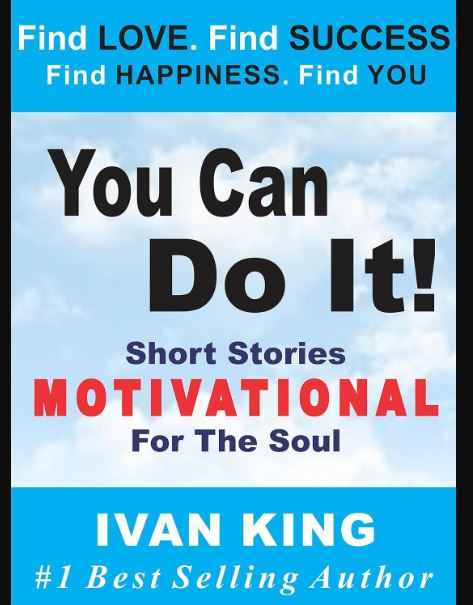 Find LOVE. Find SUCCESS
Find HAPPINESS. Find YOU
You Can
Do It!
Short Stories
MOTIVATIONAL
For The Soul
IVAN KING
#1 Best Selling Author